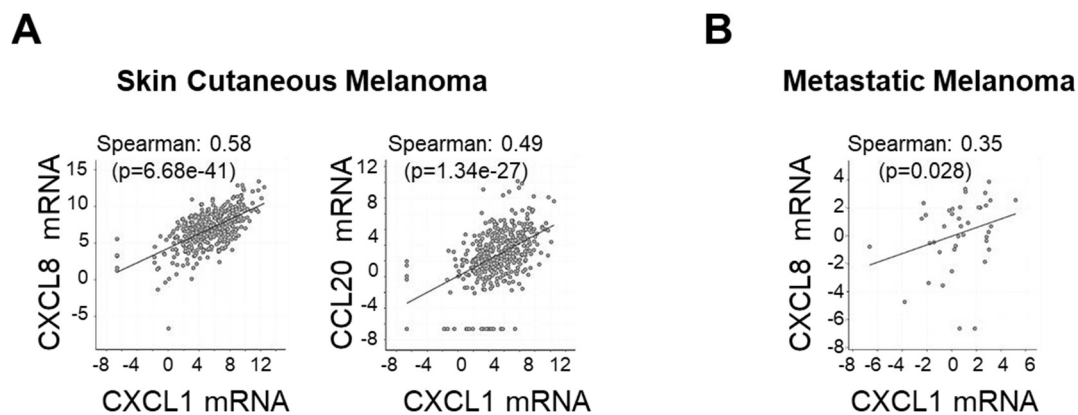 A
B
Skin Cutaneous Melanoma
Metastatic Melanoma
Spearman: 0.58
(p=6.68e-41)
15
10
5
0
-5
CXCL8 mRNA
-8 -4 0 4 8 12
CXCL1 mRNA
Spearman: 0.49
(p=1.34e-27)
12
8
4
0
-4
-8
CCL20 mRNA
-8 -4 0 4 8 12
CXCL1 mRNA
Spearman: 0.35
(p=0.028)
4
2
0
-2
-4
-6
-8
CXCL8 mRNA
-8 -6 -4 -2 0 2 4 6
CXCL1 mRNA